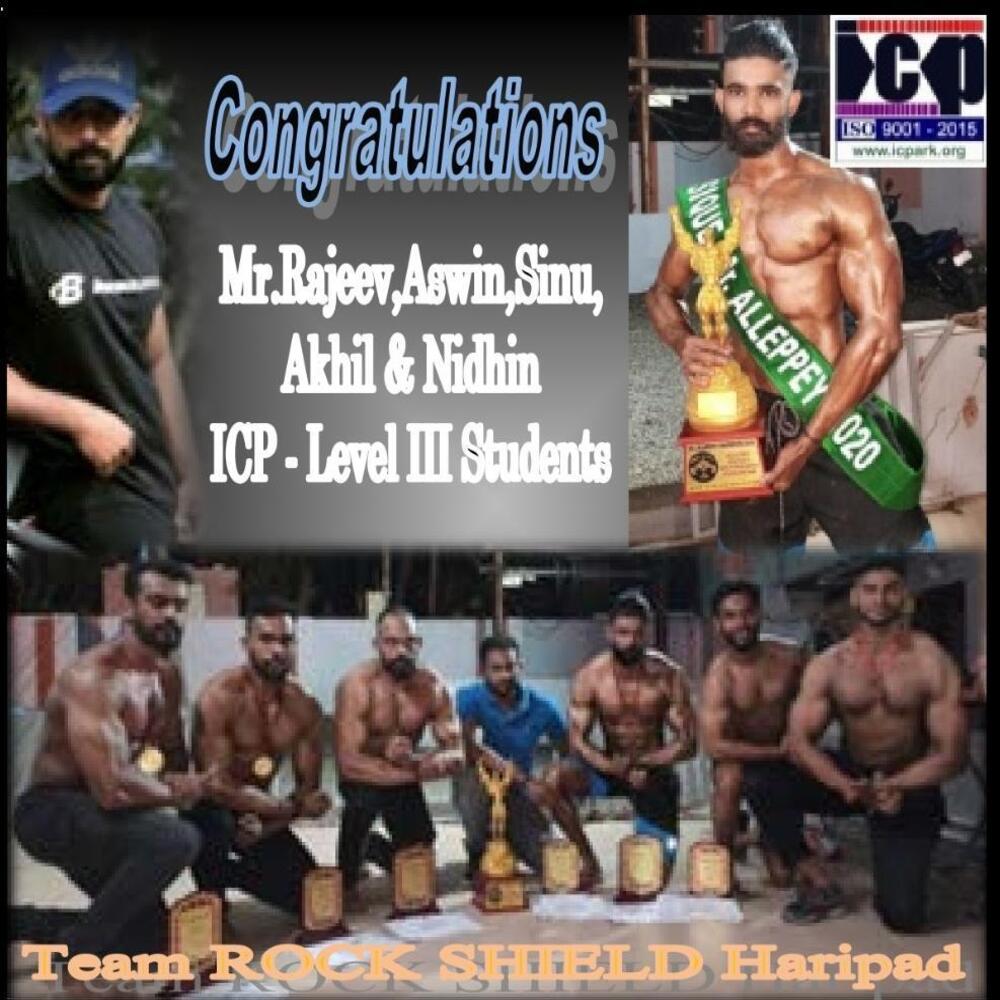 Congratulations
Mr.Rajeev,Aswin,Sinu,
Akhil & Nidhin
ICP - Level III Students
icp
ISO 9001 - 2015
www.icpark.org
ALLEPPEY
Team ROCK SHIELD Haripad